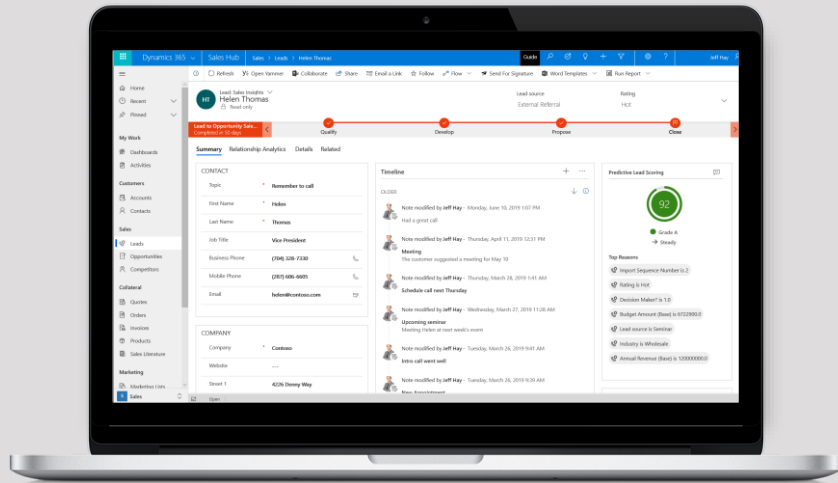 Dynamics 365
Sales Hub
Sales > Leads > Helen Thomas
Guide
Jeff Hay
Refresh
Open Yammer
Collaborate
Share
Email a Link
Follow
Flow
Send For Signature
Word Templates
Run Report
Home
Recent
Pinned
My Work
Dashboards
Activities
Customers
Accounts
Contacts
Sales
Leads
Opportunities
Competitors
Collateral
Quotes
Orders
Invoices
Products
Sales Literature
Marketing
Marketing Lists
S Sales
HT
Lead: Sales Insights
Helen Thomas
Read only
Lead source
External Referral
Rating
Hot
Lead to Opportunity Sale...
Completed in 50 days
Qualify
Develop
Propose
Close
Summary
Relationship Analytics
Details
Related
CONTACT
Topic * Remember to call
First Name * Helen
Last Name * Thomas
Job Title Vice President
Business Phone (704) 328-7330
Mobile Phone (287) 606-6605
Email helen@contoso.com
COMPANY
Company * Contoso
Website ---
Street 1 4226 Denny Way
Timeline
OLDER
Note modified by Jeff Hay - Monday, June 10, 2019 1:07 PM
Had a great call
Note modified by Jeff Hay - Thursday, April 11, 2019 12:31 PM
Meeting
The customer suggested a meeting for May 10
Note modified by Jeff Hay - Thursday, March 28, 2019 1:41 AM
Schedule call next Thursday
Note modified by Jeff Hay - Wednesday, March 27, 2019 11:28 AM
Upcoming seminar
Meeting Helen at next week's event
Note modified by Jeff Hay - Tuesday, March 26, 2019 9:41 AM
Intro call went well
Note modified by Jeff Hay - Tuesday, March 26, 2019 9:39 AM
New Appointment
Predictive Lead Scoring
92
Grade A
Steady
Top Reasons
Import Sequence Number is 2
Rating is Hot
Decision Maker? is 1.0
Budget Amount (Base) is 6722900.0
Lead source is Seminar
Industry is Wholesale
Annual Revenue (Base) is 120000000.0
Open